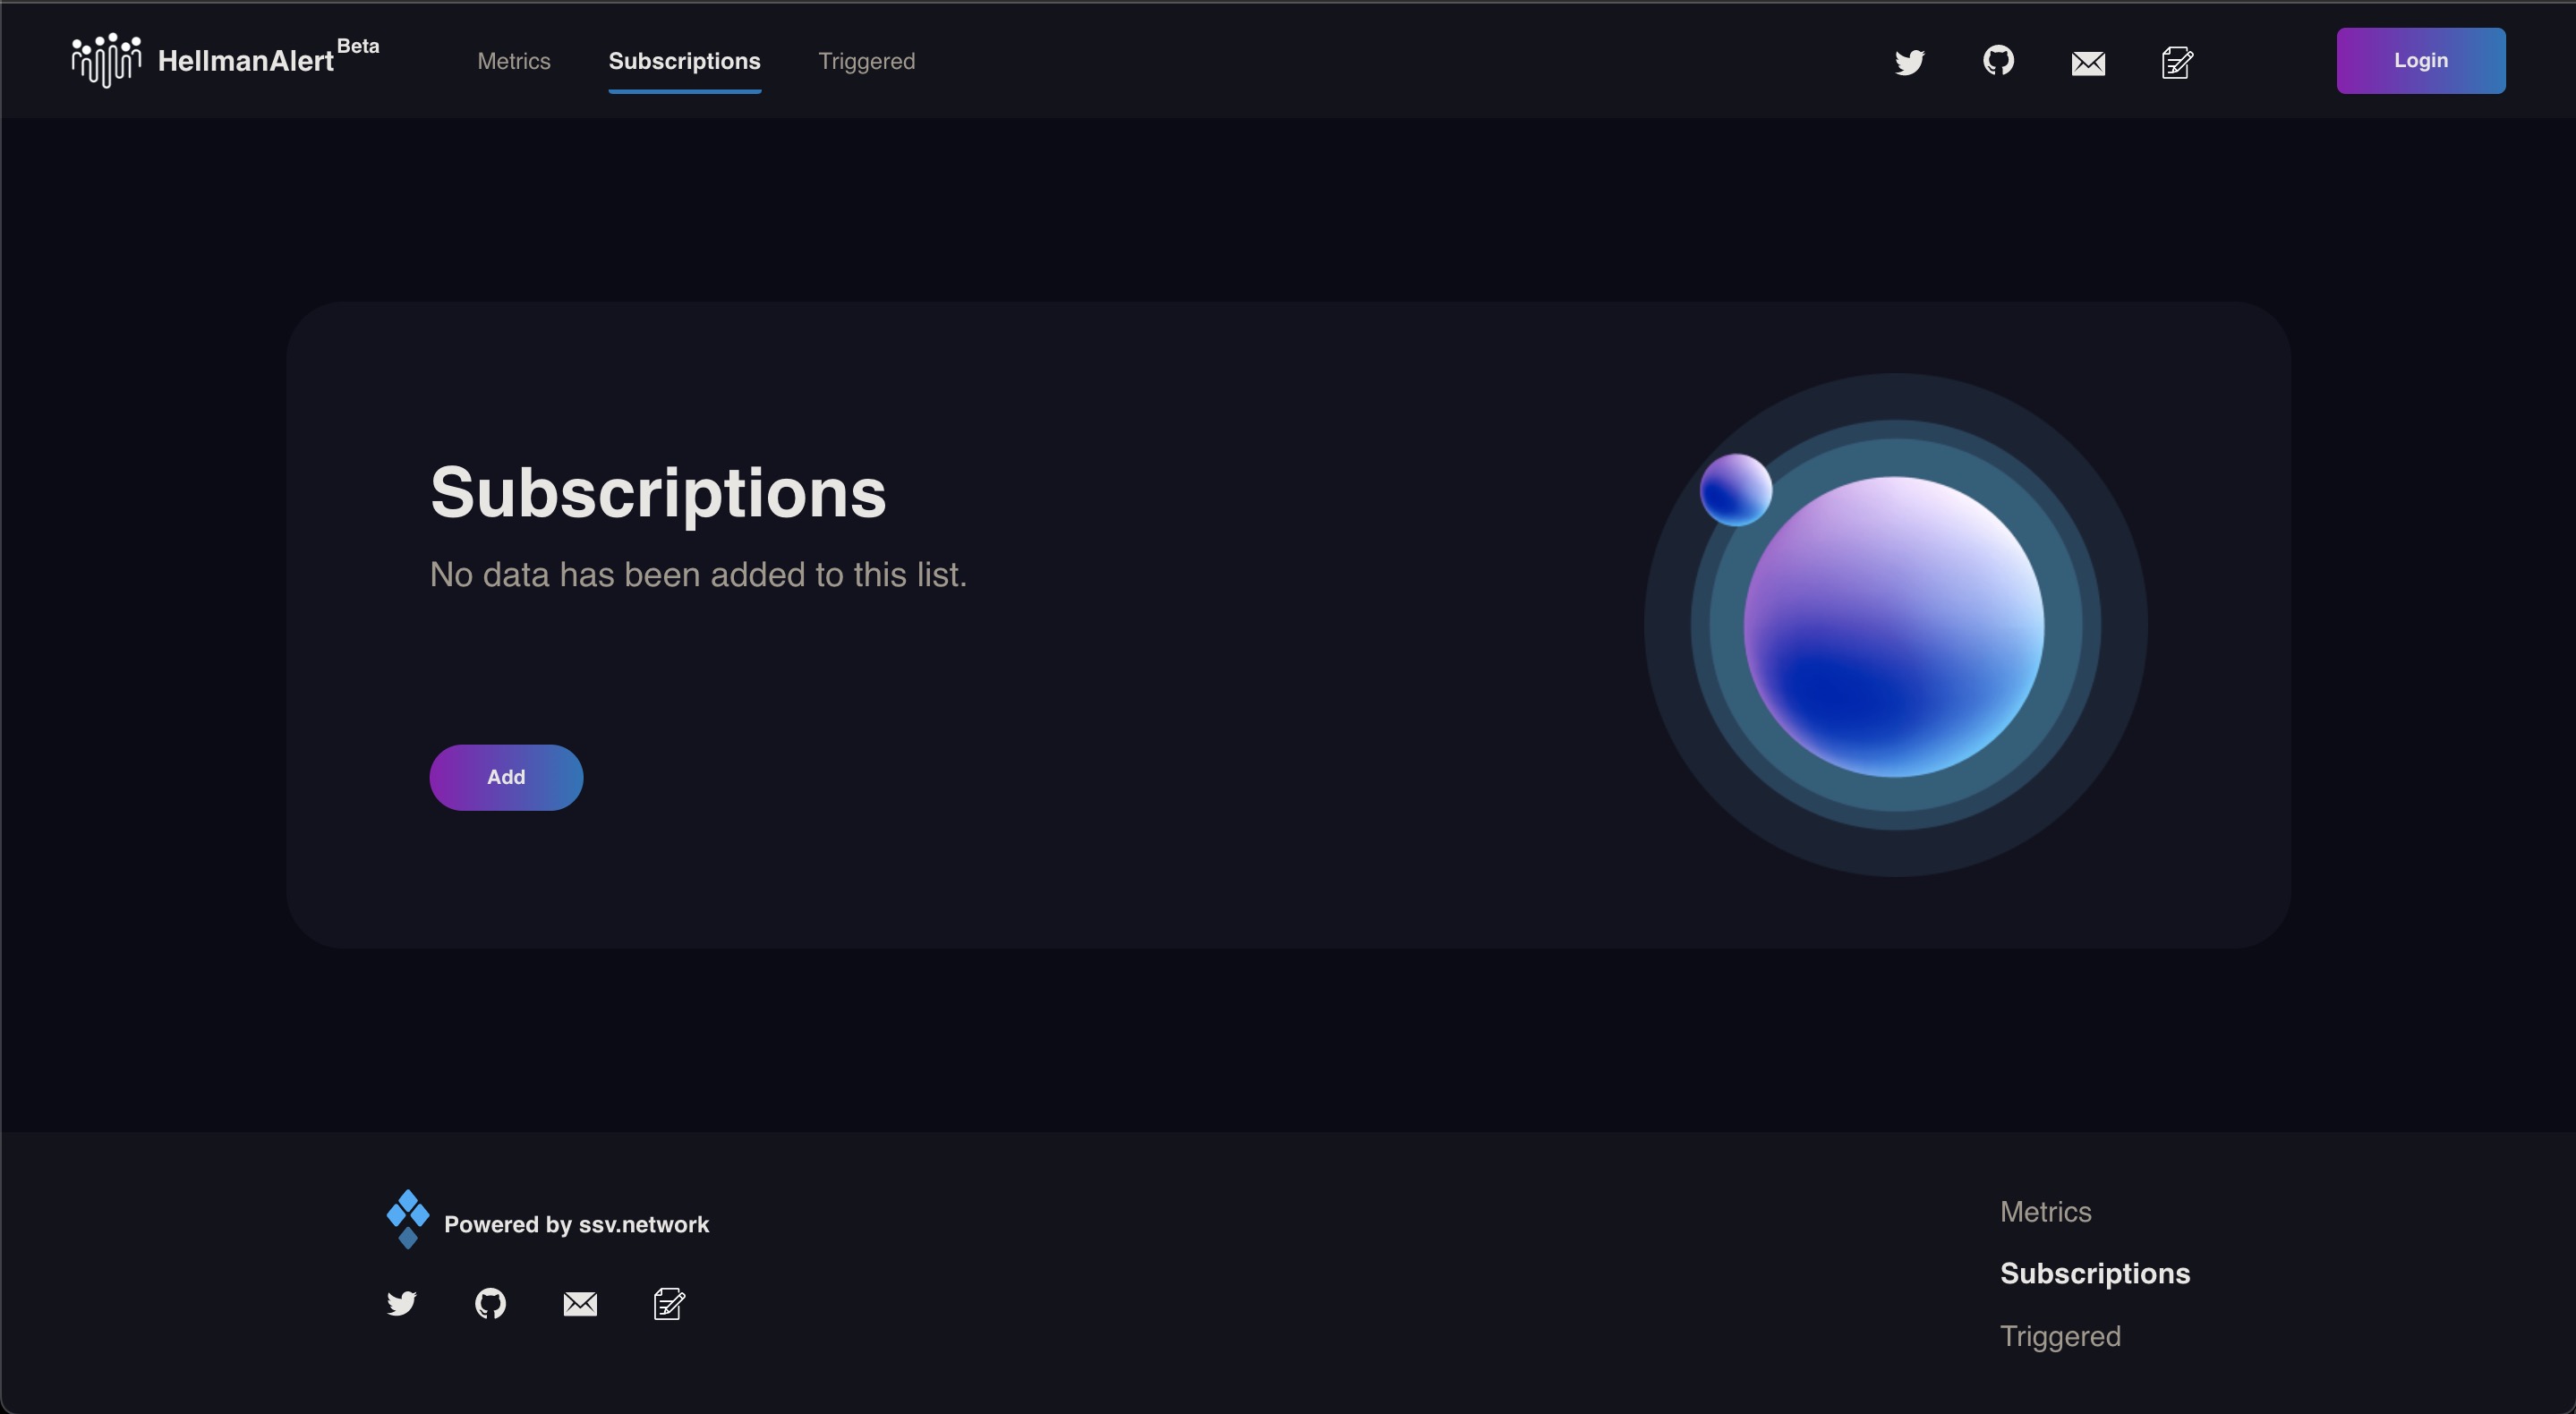 HellmanAlert Beta
Metrics Subscriptions Triggered
Login
Subscriptions
No data has been added to this list.
Add
Powered by ssv.network
Metrics
Subscriptions
Triggered